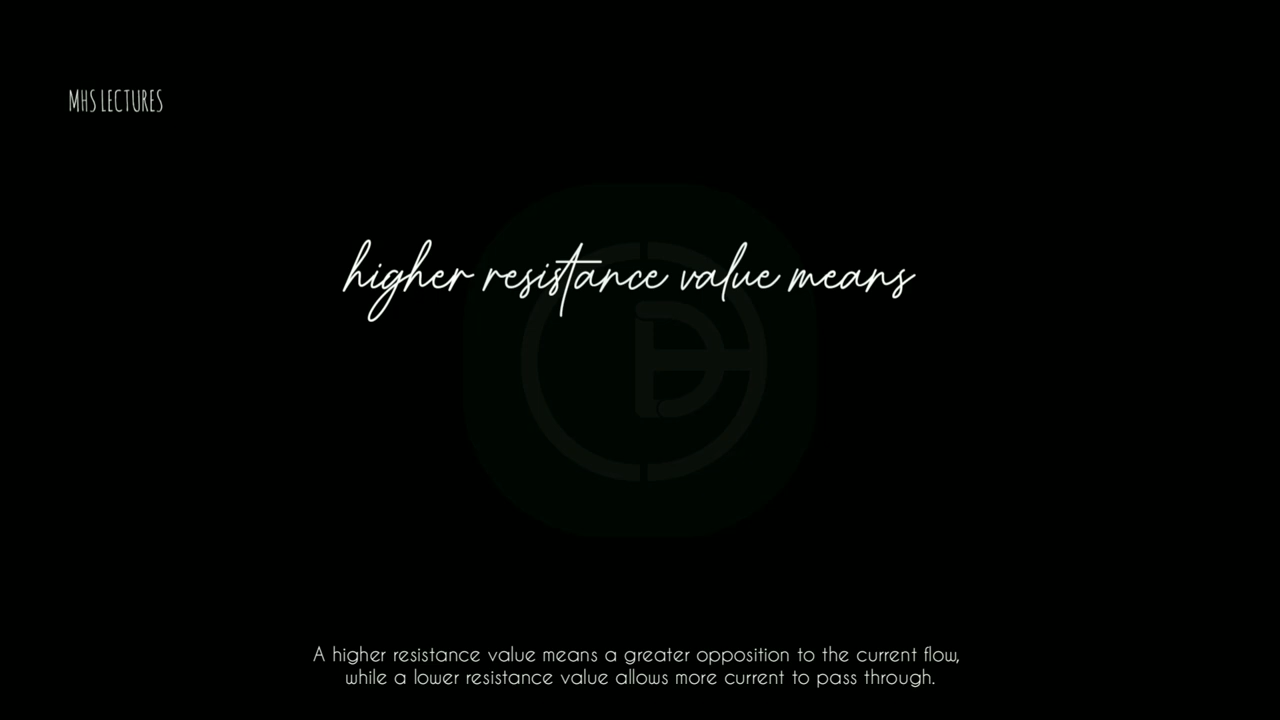 MHS LECTURES
higher resistance value means
A higher resistance value means a greater opposition to the current flow,
while a lower resistance value allows more current to pass through.